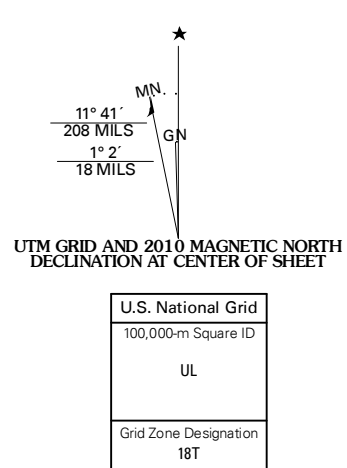 ★
MN
11° 41´
208 MILS
GN
1° 2´
18 MILS
UTM GRID AND 2010 MAGNETIC NORTH
DECLINATION AT CENTER OF SHEET
U.S. National Grid
100,000-m Square ID
UL
Grid Zone Designation
18T